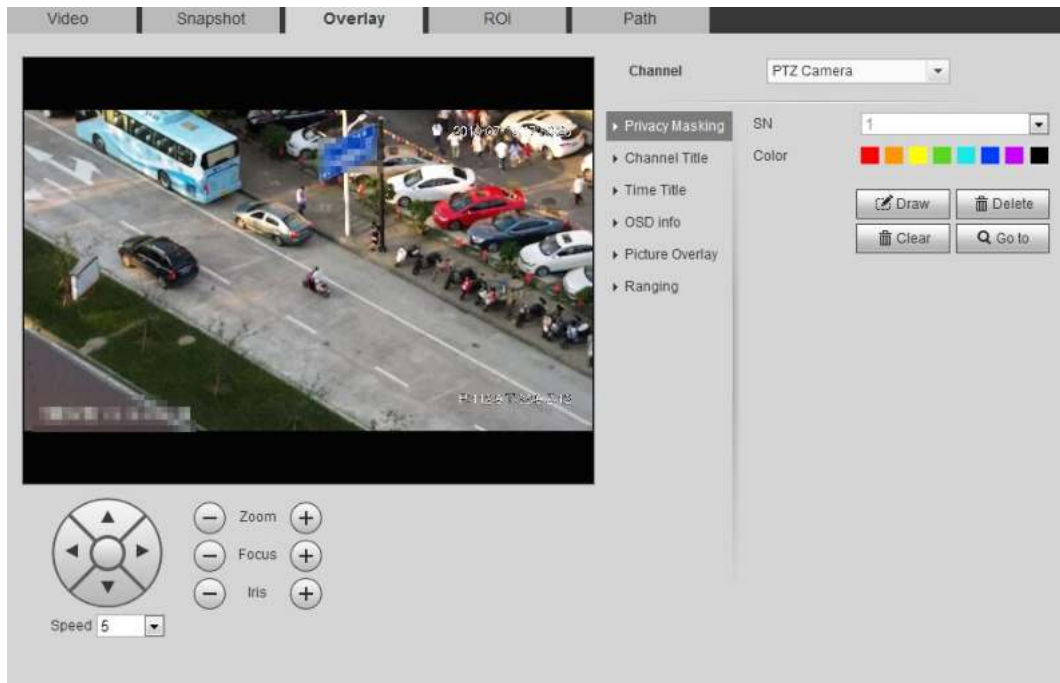 Video Snapshot Overlay ROI Path
Channel PTZ Camera
Privacy Masking
Channel Title
Time Title
OSD info
Picture Overlay
Ranging
SN 1
Color
Draw Delete
Clear Go to
Zoom
Focus
Iris
Speed 5